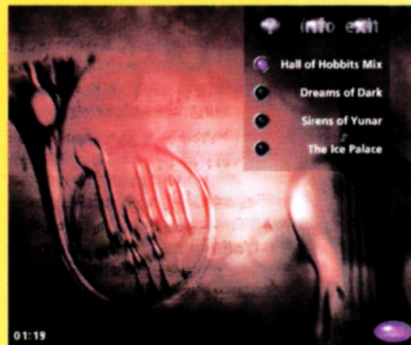 info exit
Hall of Hobbits Mix
Dreams of Dark
Sirens of Yunar
The Ice Palace
01:19